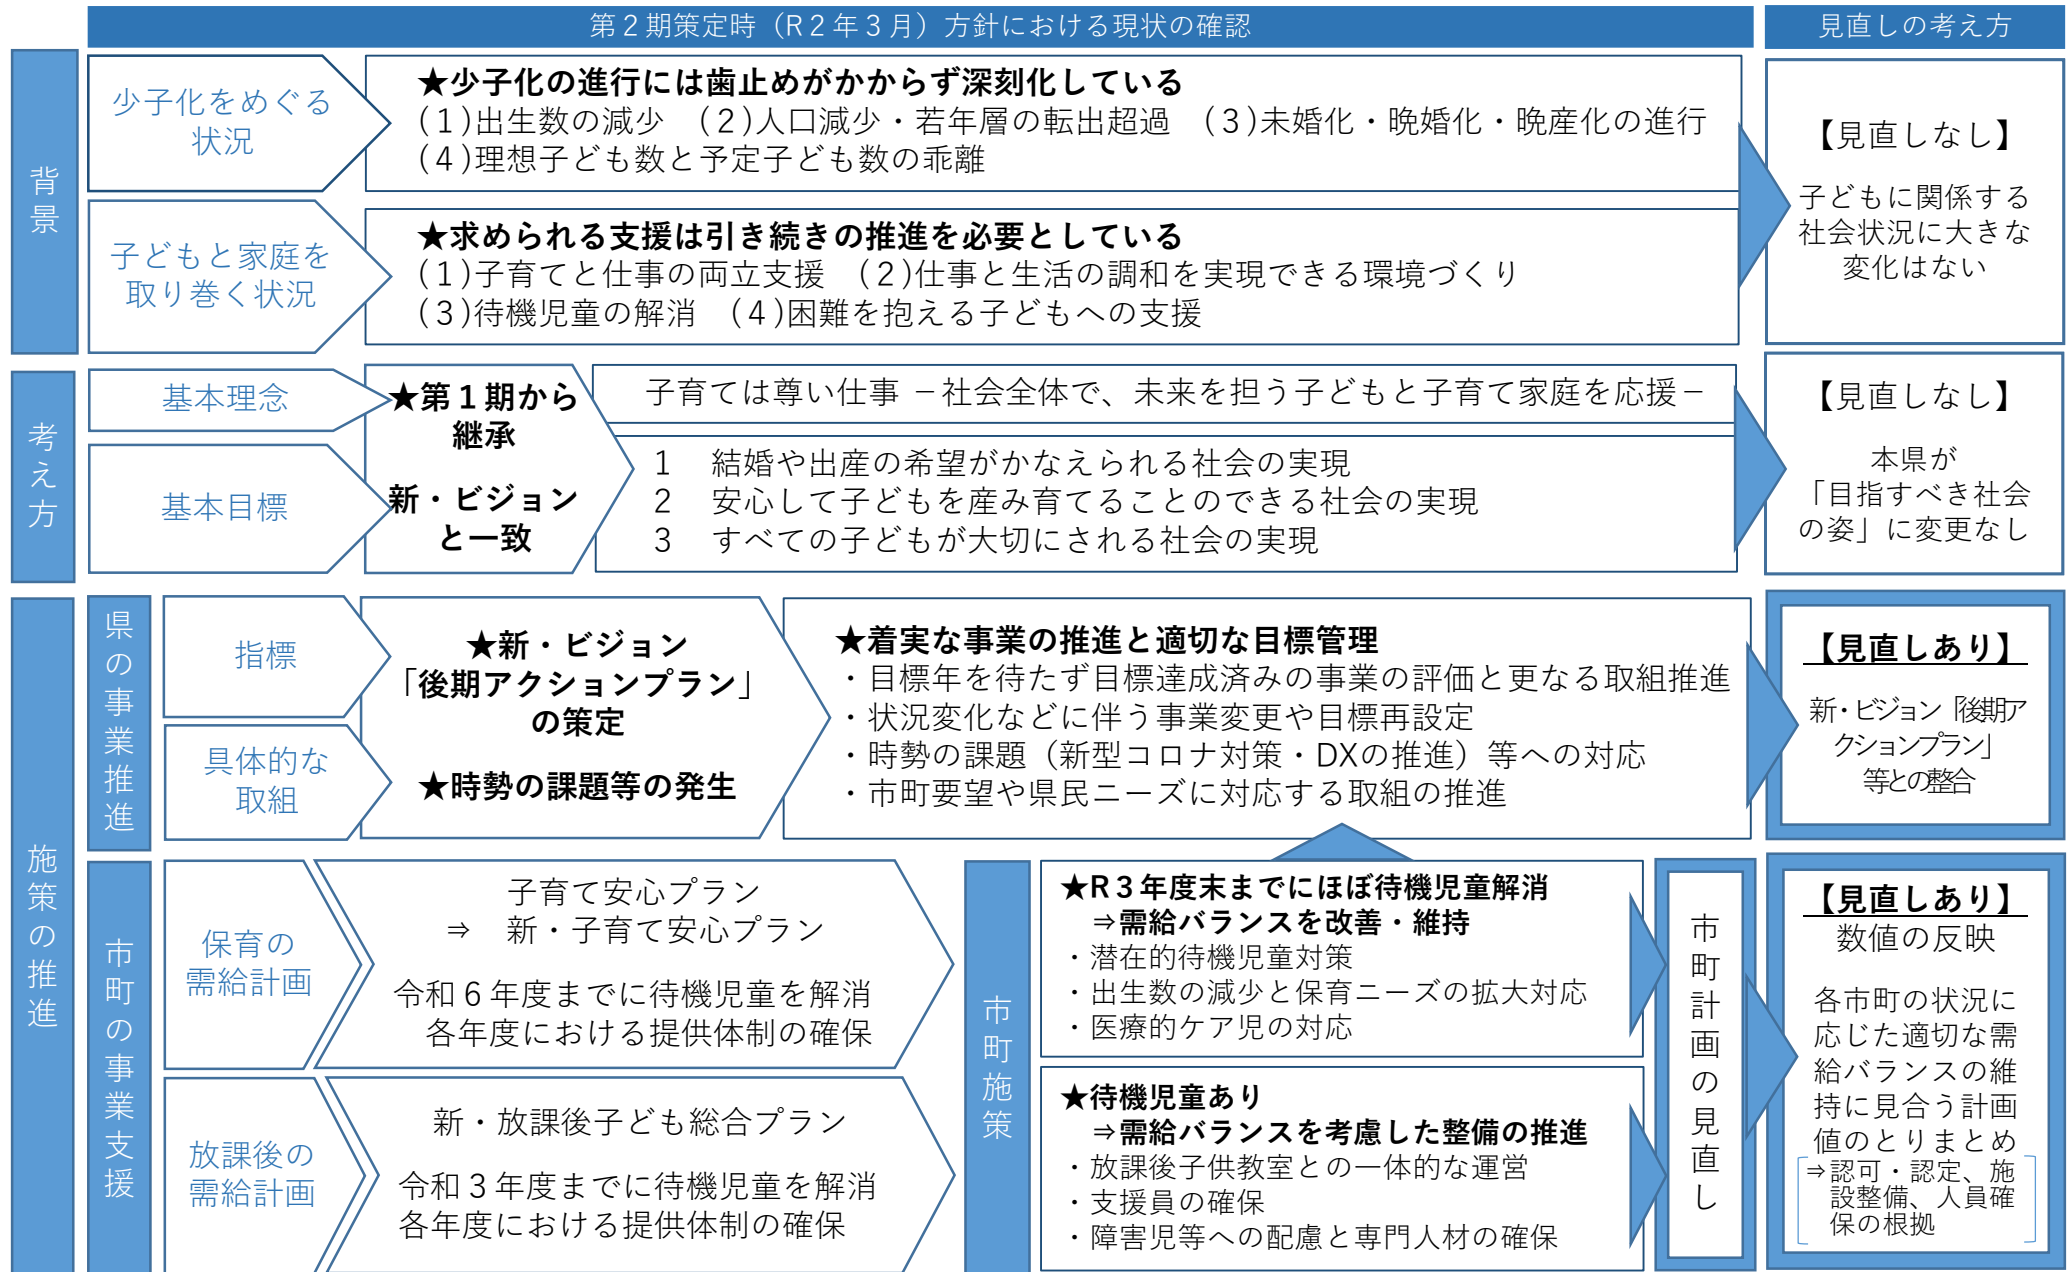 第２期策定時（R２年３月）方針における現状の確認
見直しの考え方
背景
少子化をめぐる
状況
★少子化の進行には歯止めがかからず深刻化している
(１)出生数の減少　(２)人口減少・若年層の転出超過　(３)未婚化・晩婚化・晩産化の進行
(４)理想子ども数と予定子ども数の乖離
子どもと家庭を
取り巻く状況
★求められる支援は引き続きの推進を必要としている
(１)子育てと仕事の両立支援　(２)仕事と生活の調和を実現できる環境づくり
(３)待機児童の解消　(４)困難を抱える子どもへの支援
【見直しなし】
子どもに関係する
社会状況に大きな
変化はない
考え方
基本理念
基本目標
★第１期から
継承
新・ビジョン
と一致
子育ては尊い仕事 －社会全体で、未来を担う子どもと子育て家庭を応援－
1　結婚や出産の希望がかなえられる社会の実現
2　安心して子どもを産み育てることのできる社会の実現
3　すべての子どもが大切にされる社会の実現
【見直しなし】
本県が
「目指すべき社会
の姿」に変更なし
施策の推進
県の事業推進
指標
具体的な
取組
★新・ビジョン
「後期アクションプラン」
の策定
★時勢の課題等の発生
★着実な事業の推進と適切な目標管理
・目標年を待たず目標達成済みの事業の評価と更なる取組推進
・状況変化などに伴う事業変更や目標再設定
・時勢の課題（新型コロナ対策・DXの推進）等への対応
・市町要望や県民ニーズに対応する取組の推進
【見直しあり】
新・ビジョン「後期ア
クションプラン」
等との整合
市町の事業支援
保育の
需給計画
子育て安心プラン
⇒　新・子育て安心プラン
令和６年度までに待機児童を解消
各年度における提供体制の確保
放課後の
需給計画
新・放課後子ども総合プラン
令和３年度までに待機児童を解消
各年度における提供体制の確保
市町施策
★R３年度末までにほぼ待機児童解消
⇒需給バランスを改善・維持
・潜在的待機児童対策
・出生数の減少と保育ニーズの拡大対応
・医療的ケア児の対応
★待機児童あり
⇒需給バランスを考慮した整備の推進
・放課後子供教室との一体的な運営
・支援員の確保
・障害児等への配慮と専門人材の確保
市町計画の見直し
【見直しあり】
数値の反映
各市町の状況に
応じた適切な需
給バランスの維
持に見合う計画
値のとりまとめ
⇒認可・認定、施
設整備、人員確
保の根拠